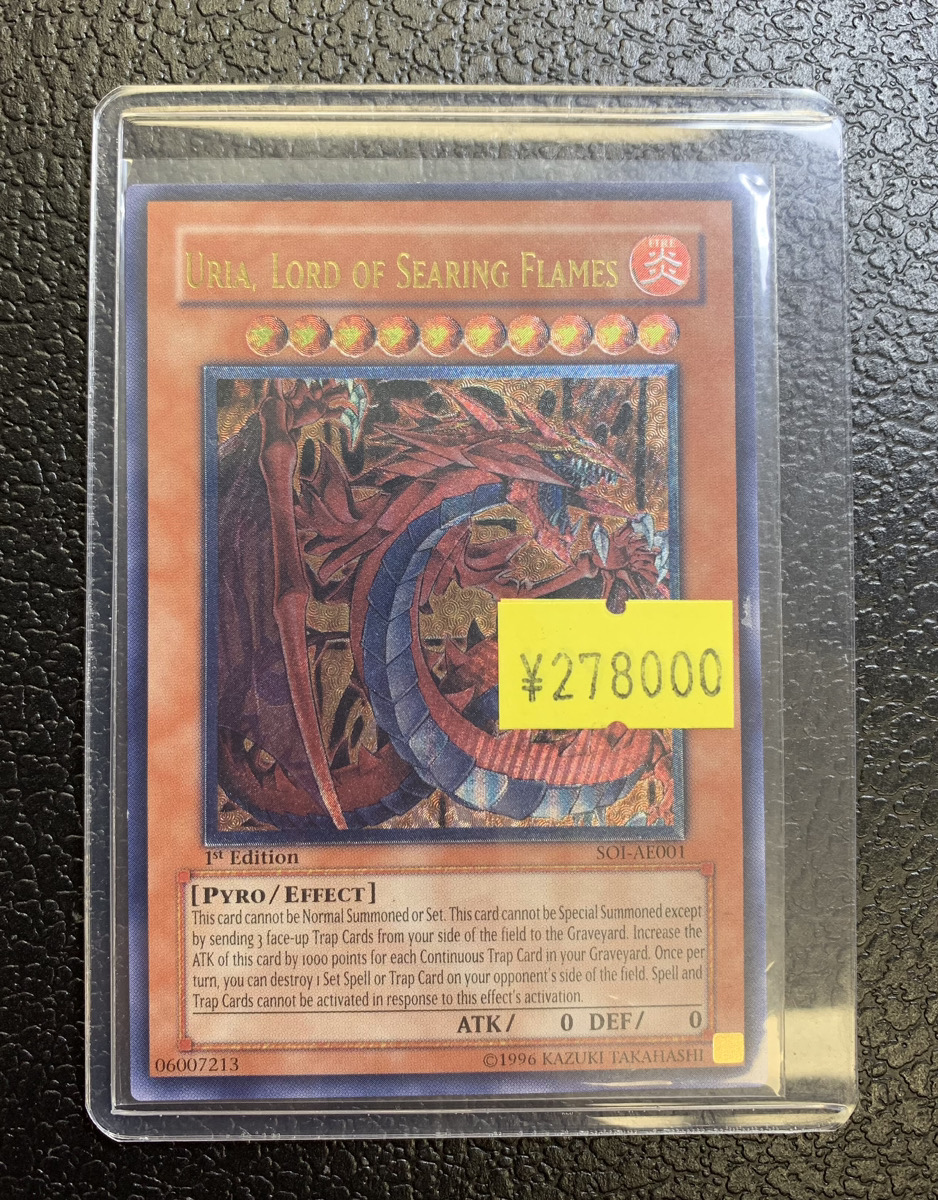 URIA, LORD OF SEARING FLAMES
FIRE
炎
¥278000
1st Edition
SOI-AE001
[PYRO/EFFECT]
This card cannot be Normal Summoned or Set. This card cannot be Special Summoned except
by sending 3 face-up Trap Cards from your side of the field to the Graveyard. Increase the
ATK of this card by 1000 points for each Continuous Trap Card in your Graveyard. Once per
turn, you can destroy 1 Set Spell or Trap Card on your opponent's side of the field. Spell and
Trap Cards cannot be activated in response to this effect's activation.
ATK/ 0 DEF/ 0
06007213
©1996 KAZUKI TAKAHASHI